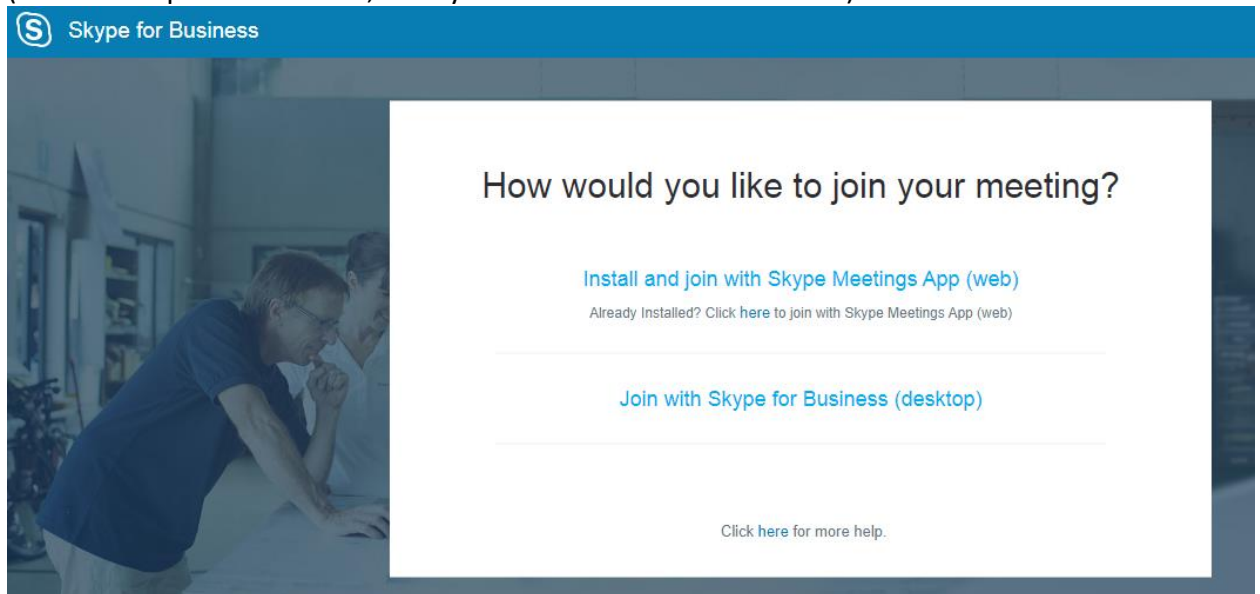 Skype for Business
How would you like to join your meeting?
Install and join with Skype Meetings App (web)
Already Installed? Click here to join with Skype Meetings App (web)
Join with Skype for Business (desktop)
Click here for more help.